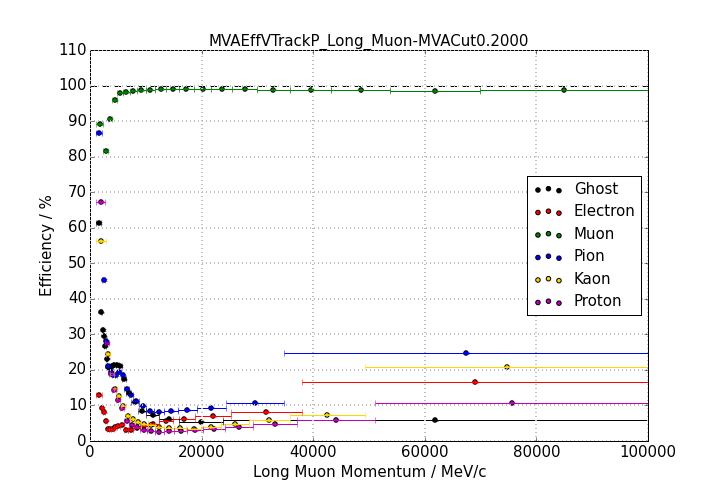 MVAEffVTrackP_Long_Muon-MVACut0.2000
110
100
90
80
70
60
50
40
30
20
10
0
Efficiency / %
Ghost
Electron
Muon
Pion
Kaon
Proton
0 20000 40000 60000 80000 100000
Long Muon Momentum / MeV/c